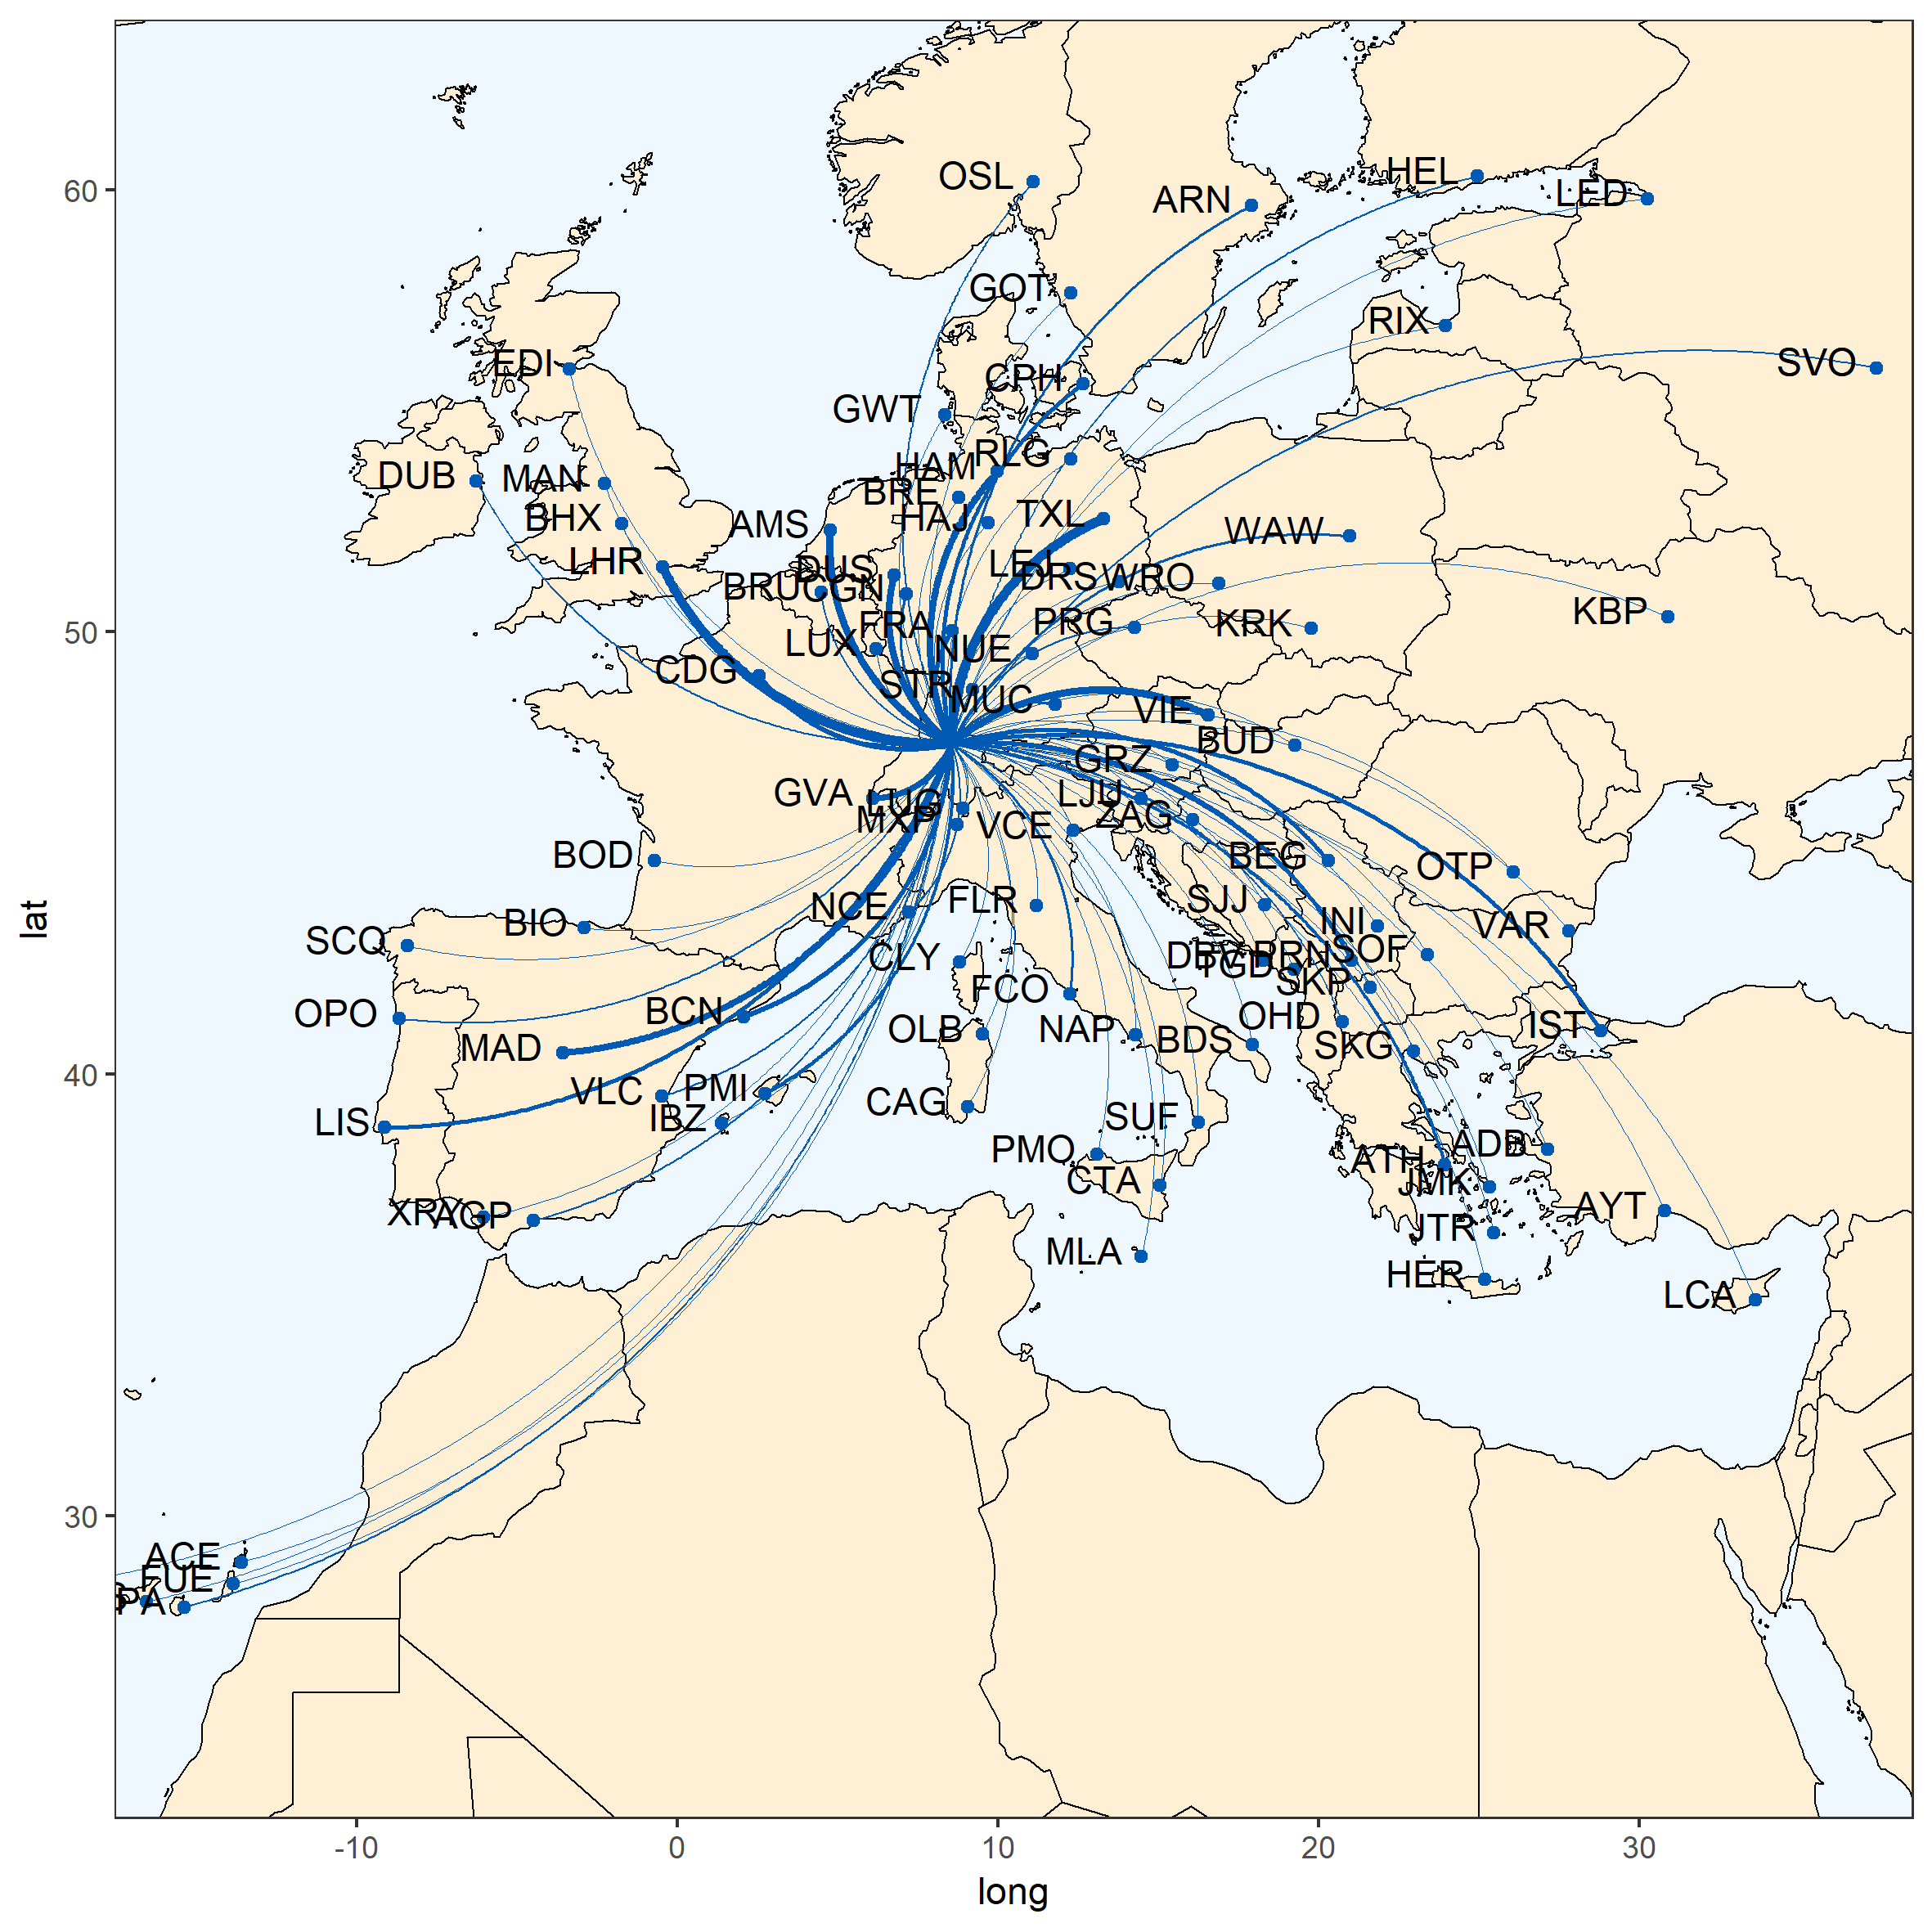 OSL
HEL
LED
ARN
GOT
RIX
SVO
EDI
CPH
GWT
RLG
HAM
DUB
MAN
BRE
BHX
HAJ
TXL
AMS
WAW
LHR
LEJ
DUS
DRS
WRO
BRU
CGN
KBP
FRA
PRG
KRK
LUX
NUE
CDG
STR
MUC
VIE
BUD
GRZ
GVA
LUG
LJU
MXP
VCE
ZAG
BOD
BEG
OTP
NCE
FLR
SJJ
BIO
INI
VAR
SCQ
CLY
DBV
PRN
SOF
TGD
SKP
FCO
OPO
BCN
OLB
NAP
BDS
OHD
IST
MAD
SKG
VLC
PMI
CAG
IBZ
SUF
LIS
PMO
ATH
ADB
CTA
JMK
XRY
AGP
AYT
JTR
MLA
HER
LCA
ACE
FUE
PA
60
50
40
30
lat
-10
0
10
20
30
long